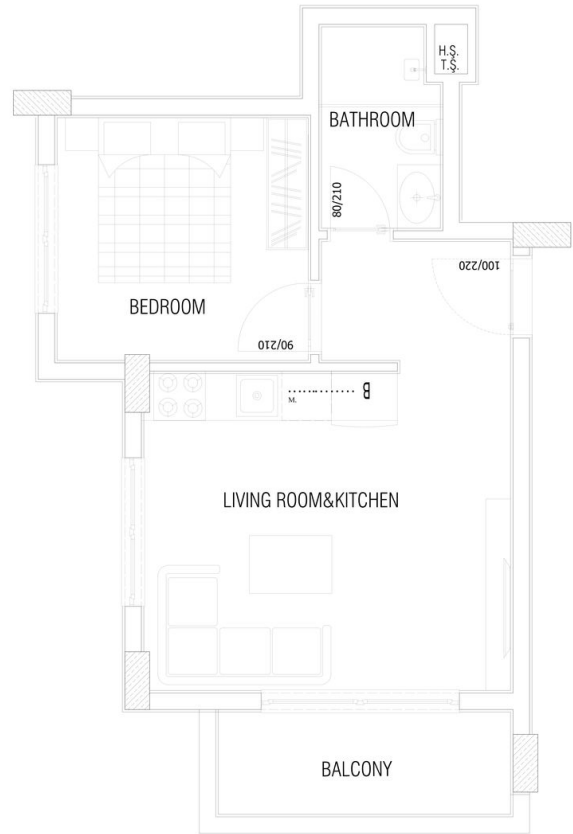 H.Ş.
T.Ş.
BATHROOM
80/210
100/220
BEDROOM
90/210
M.
B
LIVING ROOM&KITCHEN
BALCONY